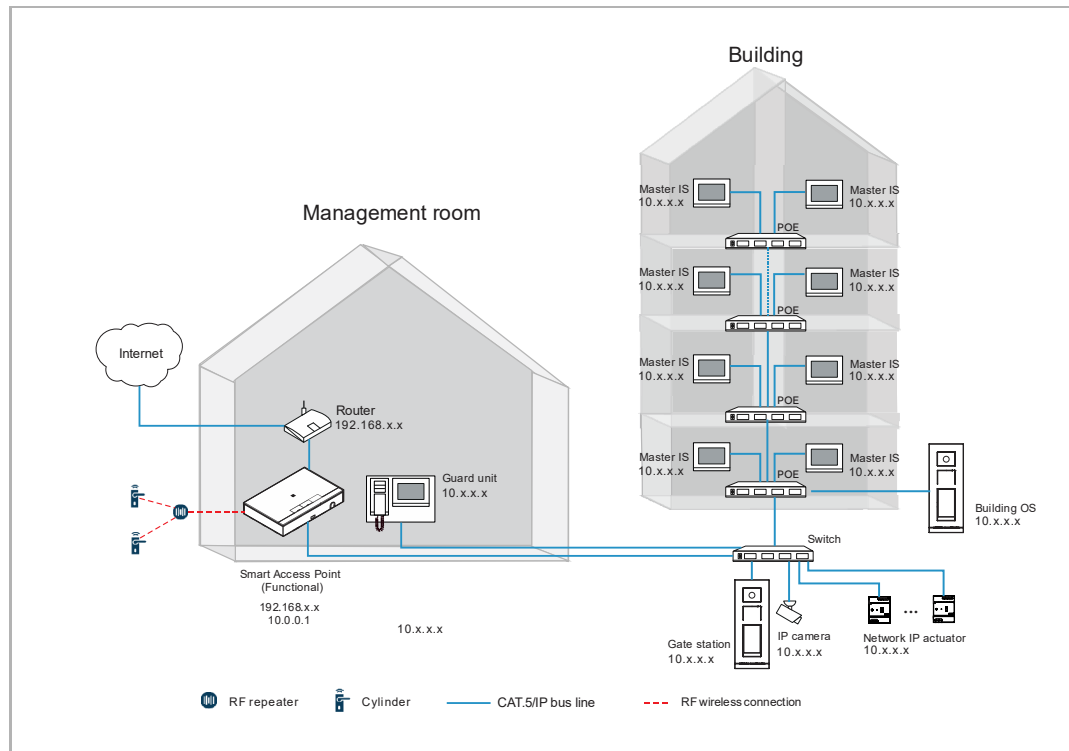 Building
Management room
Master IS
10.x.x.x
Master IS
10.x.x.x
POE
Master IS
10.x.x.x
Master IS
10.x.x.x
POE
Master IS
10.x.x.x
Master IS
10.x.x.x
POE
Master IS
10.x.x.x
Master IS
10.x.x.x
POE
Internet
Router
192.168.x.x
Guard unit
10.x.x.x
Building OS
10.x.x.x
Switch
Smart Access Point
(Functional)
192.168.x.x
10.0.0.1
10.x.x.x
Gate station
10.x.x.x
IP camera
10.x.x.x
...
Network IP actuator
10.x.x.x
RF repeater
Cylinder
CAT.5/IP bus line
RF wireless connection